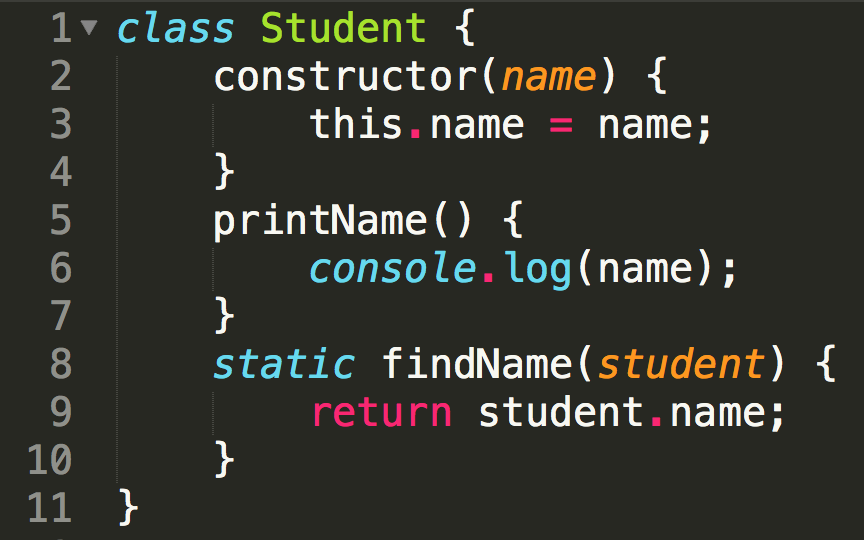 1 class Student {
2     constructor(name) {
3         this.name = name;
4     }
5     printName() {
6         console.log(name);
7     }
8     static findName(student) {
9         return student.name;
10     }
11 }